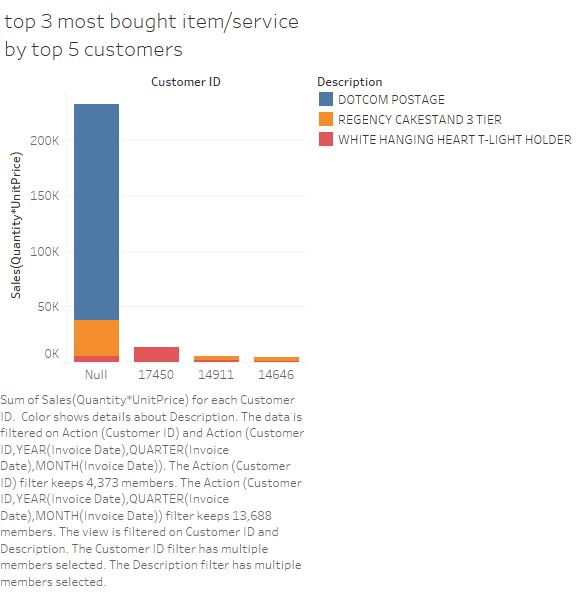 top 3 most bought item/service
by top 5 customers
Customer ID
Description
DOTCOM POSTAGE
REGENCY CAKESTAND 3 TIER
WHITE HANGING HEART T-LIGHT HOLDER
Sales(Quantity*UnitPrice)
200K
150K
100K
50K
0K
Null 17450 14911 14646
Sum of Sales(Quantity*UnitPrice) for each Customer
ID.  Color shows details about Description. The data is
filtered on Action (Customer ID) and Action (Customer
ID,YEAR(Invoice Date),QUARTER(Invoice
Date),MONTH(Invoice Date)). The Action (Customer
ID) filter keeps 4,373 members. The Action (Customer
ID,YEAR(Invoice Date),QUARTER(Invoice
Date),MONTH(Invoice Date)) filter keeps 13,688
members. The view is filtered on Customer ID and
Description. The Customer ID filter has multiple
members selected. The Description filter has multiple
members selected.